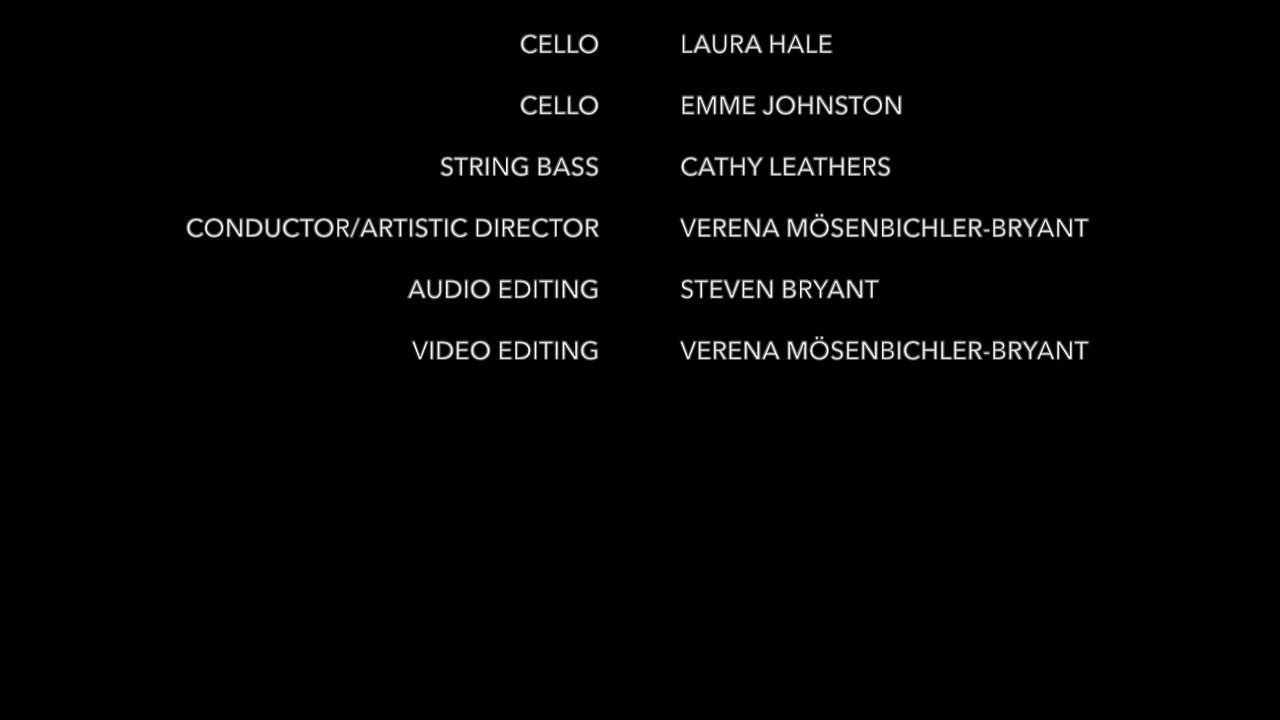 CELLO LAURA HALE
CELLO EMME JOHNSTON
STRING BASS CATHY LEATHERS
CONDUCTOR/ARTISTIC DIRECTOR VERENA MÖSENBICHLER-BRYANT
AUDIO EDITING STEVEN BRYANT
VIDEO EDITING VERENA MÖSENBICHLER-BRYANT